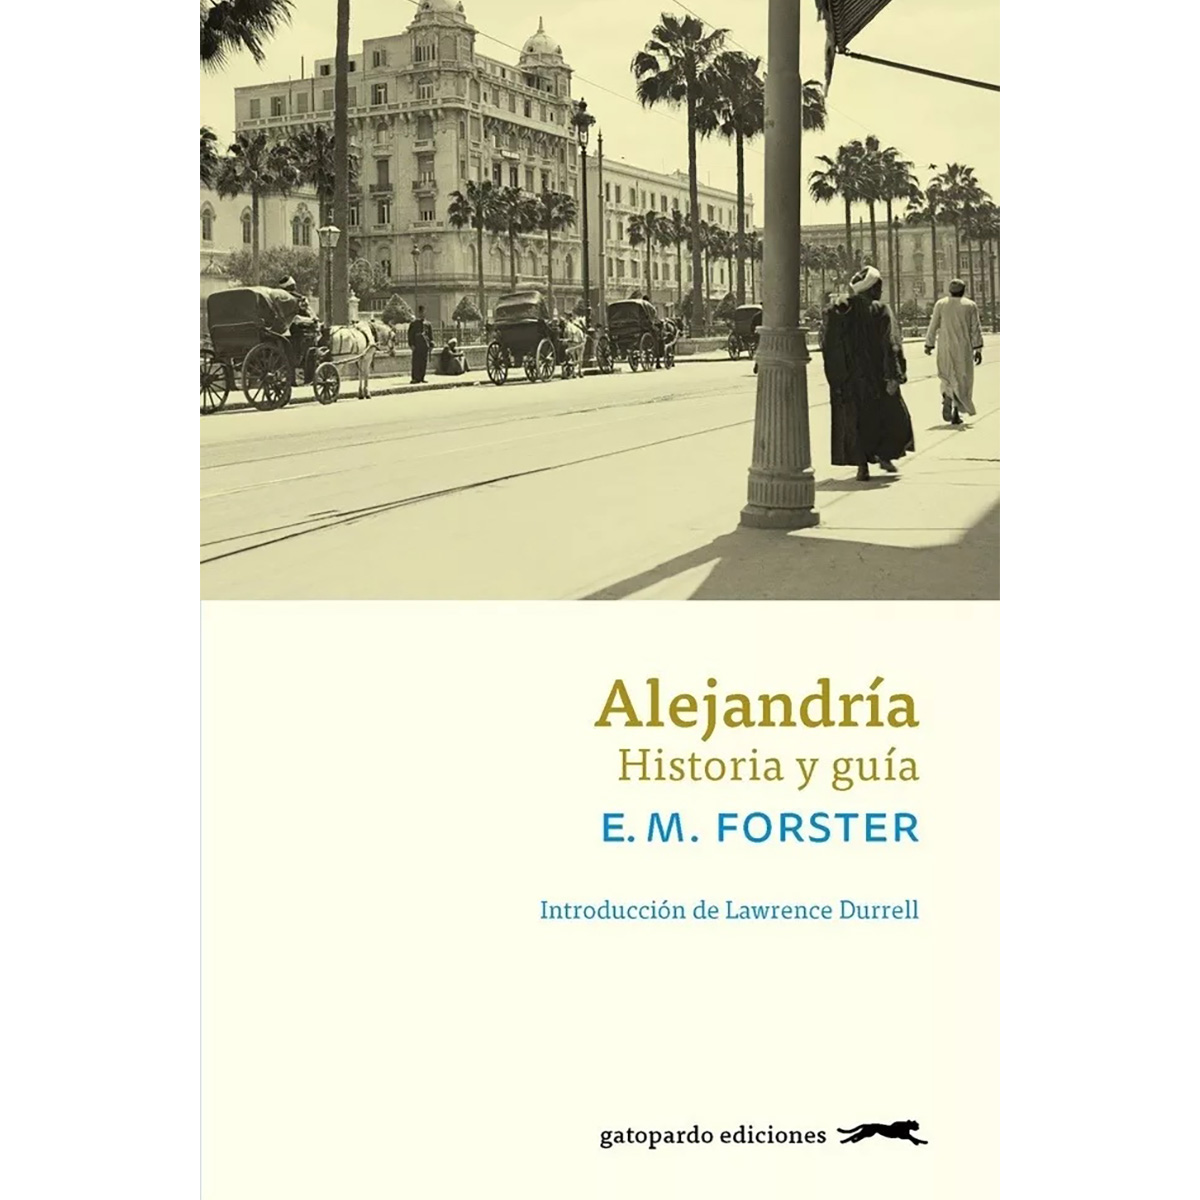 Alejandría
Historia y guía
E. M. FORSTER
Introducción de Lawrence Durrell
gatopardo ediciones